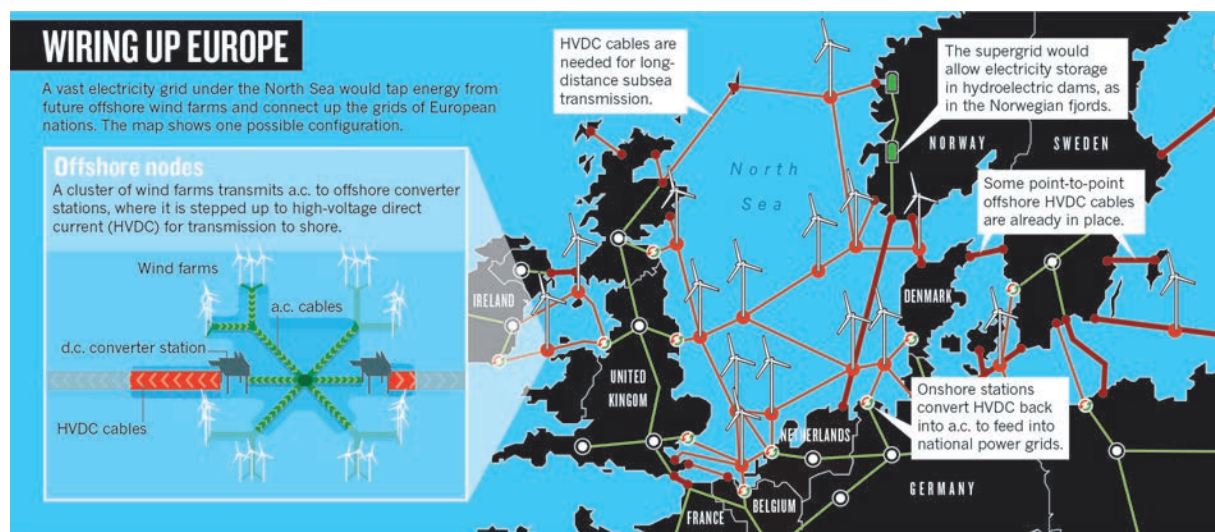 WIRING UP EUROPE
A vast electricity grid under the North Sea would tap energy from
future offshore wind farms and connect up the grids of European
nations. The map shows one possible configuration.
Offshore nodes
A cluster of wind farms transmits a.c. to offshore converter
stations, where it is stepped up to high-voltage direct
current (HVDC) for transmission to shore.
Wind farms
a.c. cables
d.c. converter station
HVDC cables
HVDC cables are
needed for long-
distance subsea
transmission.
The supergrid would
allow electricity storage
in hydroelectric dams, as
in the Norwegian fjords.
NORWAY
SWEDEN
North
Sea
Some point-to-point
offshore HVDC cables
are already in place.
IRELAND
DENMARK
UNITED
KINGOM
Onshore stations
convert HVDC back
into a.c. to feed into
national power grids.
NETHERLANDS
GERMANY
BELGIUM
FRANCE